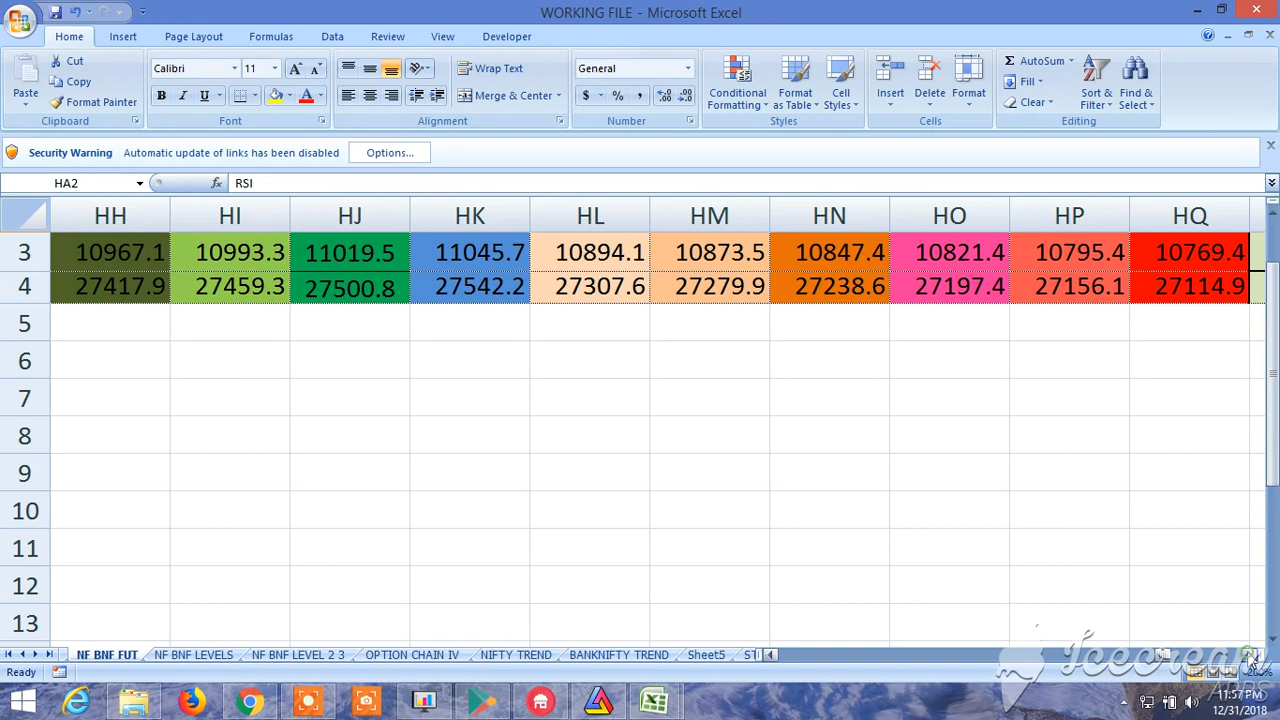 WORKING FILE - Microsoft Excel
Home Insert Page Layout Formulas Data Review View Developer
Paste Cut Copy Format Painter Clipboard
Calibri 11 A A B I U A Font
Wrap Text Merge & Center Alignment
General $ % , Number
Conditional Formatting Format as Table Cell Styles Styles
Insert Delete Format Cells
Σ AutoSum Fill Clear Sort & Filter Find & Select Editing
Security Warning Automatic update of links has been disabled Options...
HA2 fx RSI
HH HI HJ HK HL HM HN HO HP HQ
3 10967.1 10993.3 11019.5 11045.7 10894.1 10873.5 10847.4 10821.4 10795.4 10769.4
4 27417.9 27459.3 27500.8 27542.2 27307.6 27279.9 27238.6 27197.4 27156.1 27114.9
5
6
7
8
9
10
11
12
13
NF BNF FUT NF BNF LEVELS NF BNF LEVEL 2 3 OPTION CHAIN IV NIFTY TREND BANKNIFTY TREND Sheet5 ST
Ready
Icecream
APPS
11:57 PM
12/31/2018